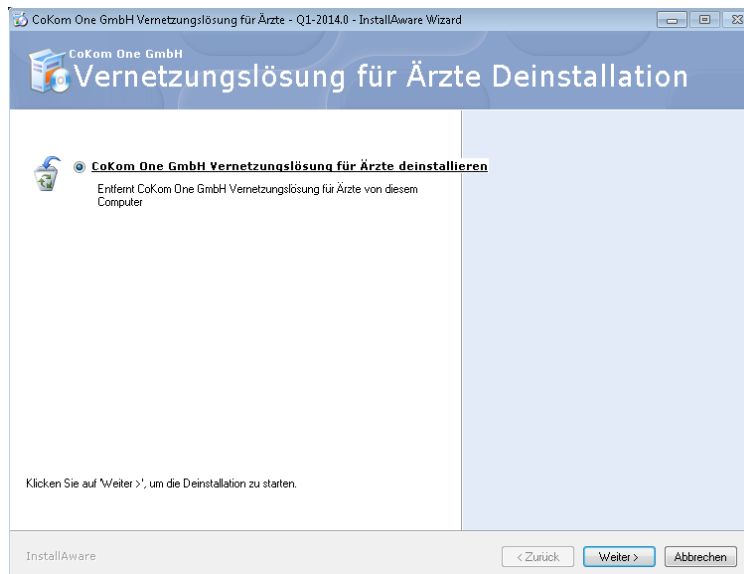 CoKom One GmbH Vernetzungslösung für Ärzte - Q1-2014.0 - InstallAware Wizard
CoKom One GmbH
Vernetzungslösung für Ärzte Deinstallation
CoKom One GmbH Vernetzungslösung für Ärzte deinstallieren
Entfernt CoKom One GmbH Vernetzungslösung für Ärzte von diesem
Computer
Klicken Sie auf 'Weiter >', um die Deinstallation zu starten.
InstallAware
< Zurück
Weiter >
Abbrechen